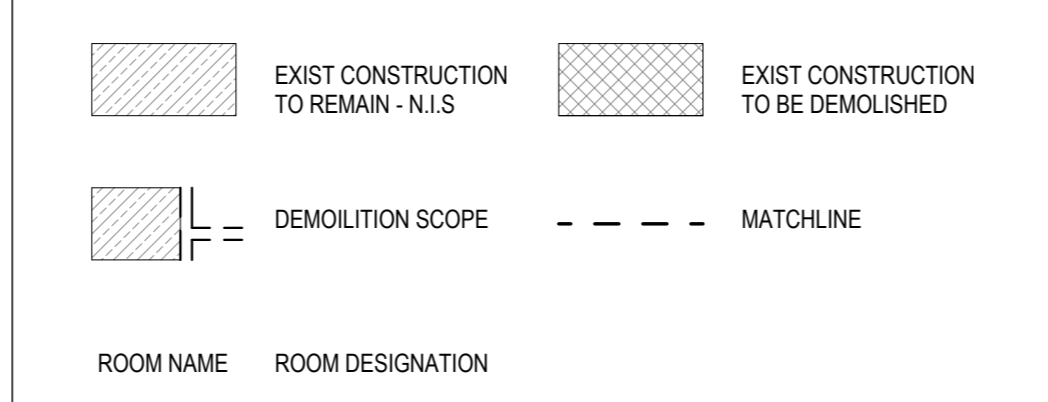 EXIST CONSTRUCTION
TO REMAIN - N.I.S
EXIST CONSTRUCTION
TO BE DEMOLISHED
DEMOILITION SCOPE
MATCHLINE
ROOM NAME
ROOM DESIGNATION